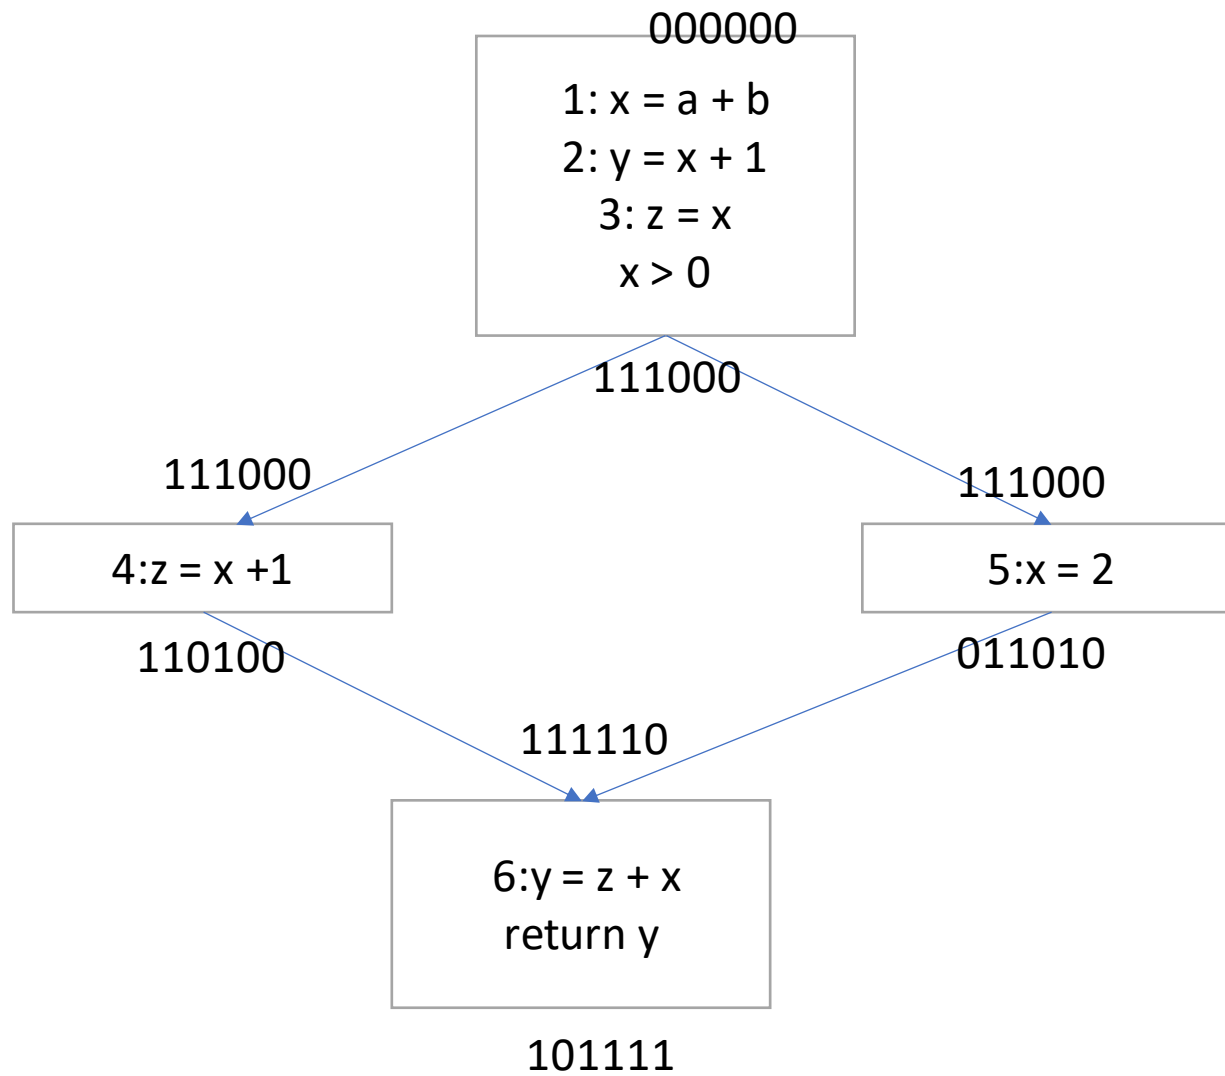 000000
1: x = a + b
2: y = x + 1
3: z = x
x > 0
111000
111000
111000
4:z = x +1
5:x = 2
110100
011010
111110
6:y = z + x
return y
101111